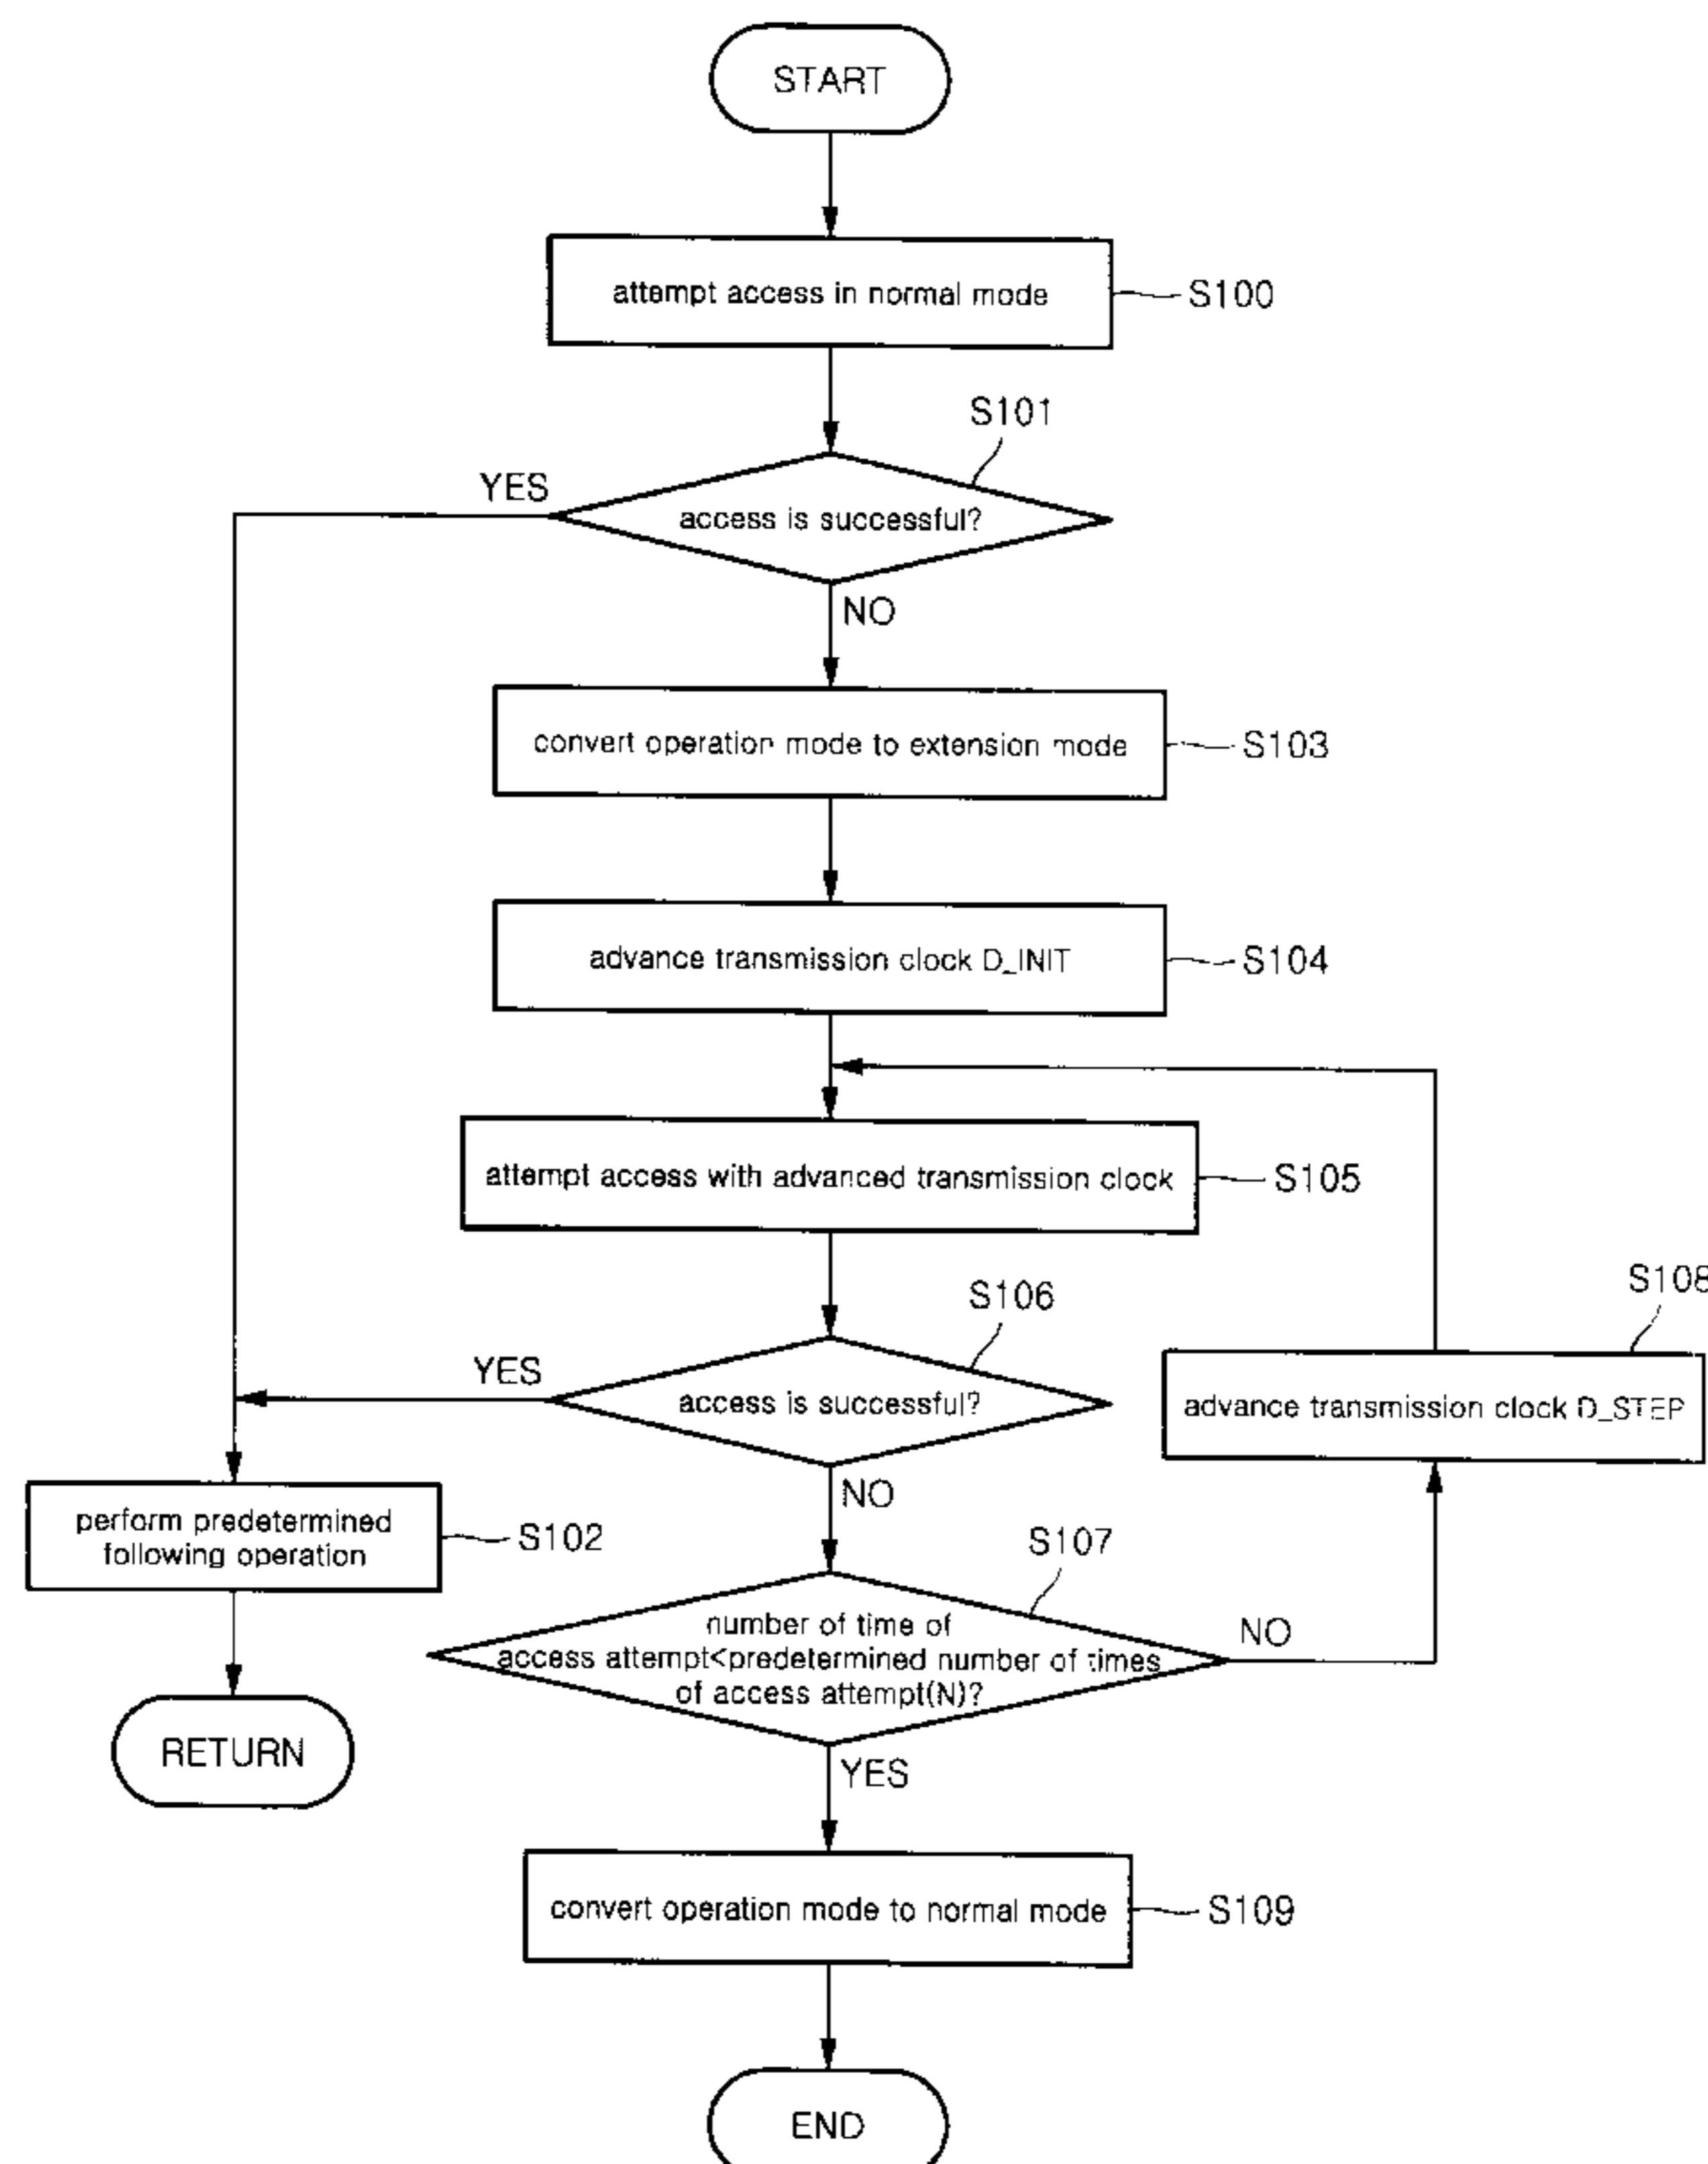 START
attempt access in normal mode
S100
S101
YES
access is successful?
NO
convert operation mode to extension mode
S103
advance transmission clock D_INIT
S104
attempt access with advanced transmission clock
S105
S106
S108
YES
access is successful?
advance transmission clock D_STEP
NO
perform predetermined
following operation
S102
S107
number of time of
access attempt<predetermined number of times
of access attempt(N)?
NO
RETURN
YES
convert operation mode to normal mode
S109
END